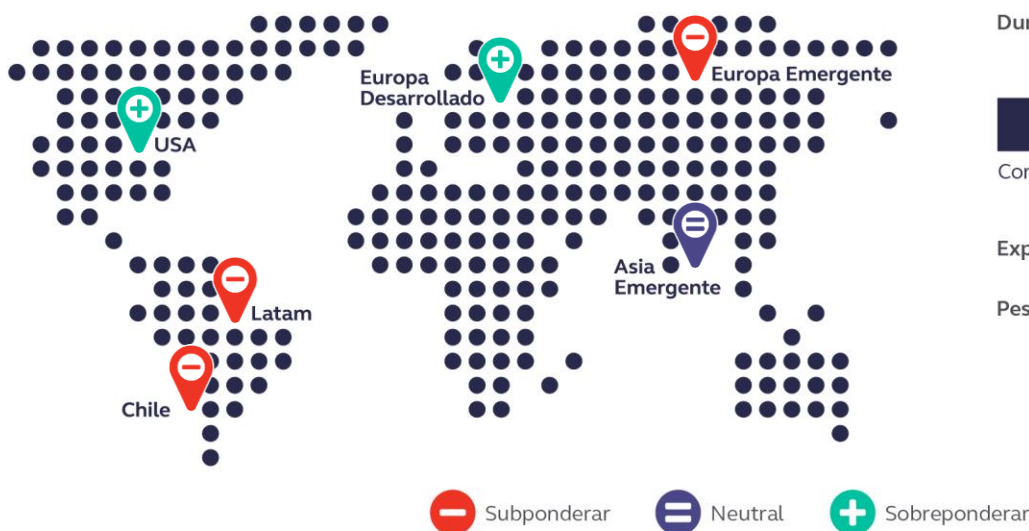 Europa
Desarrollado
Europa Emergente
USA
Asia
Emergente
Latam
Chile
Subponderar
Neutral
Sobreponderar